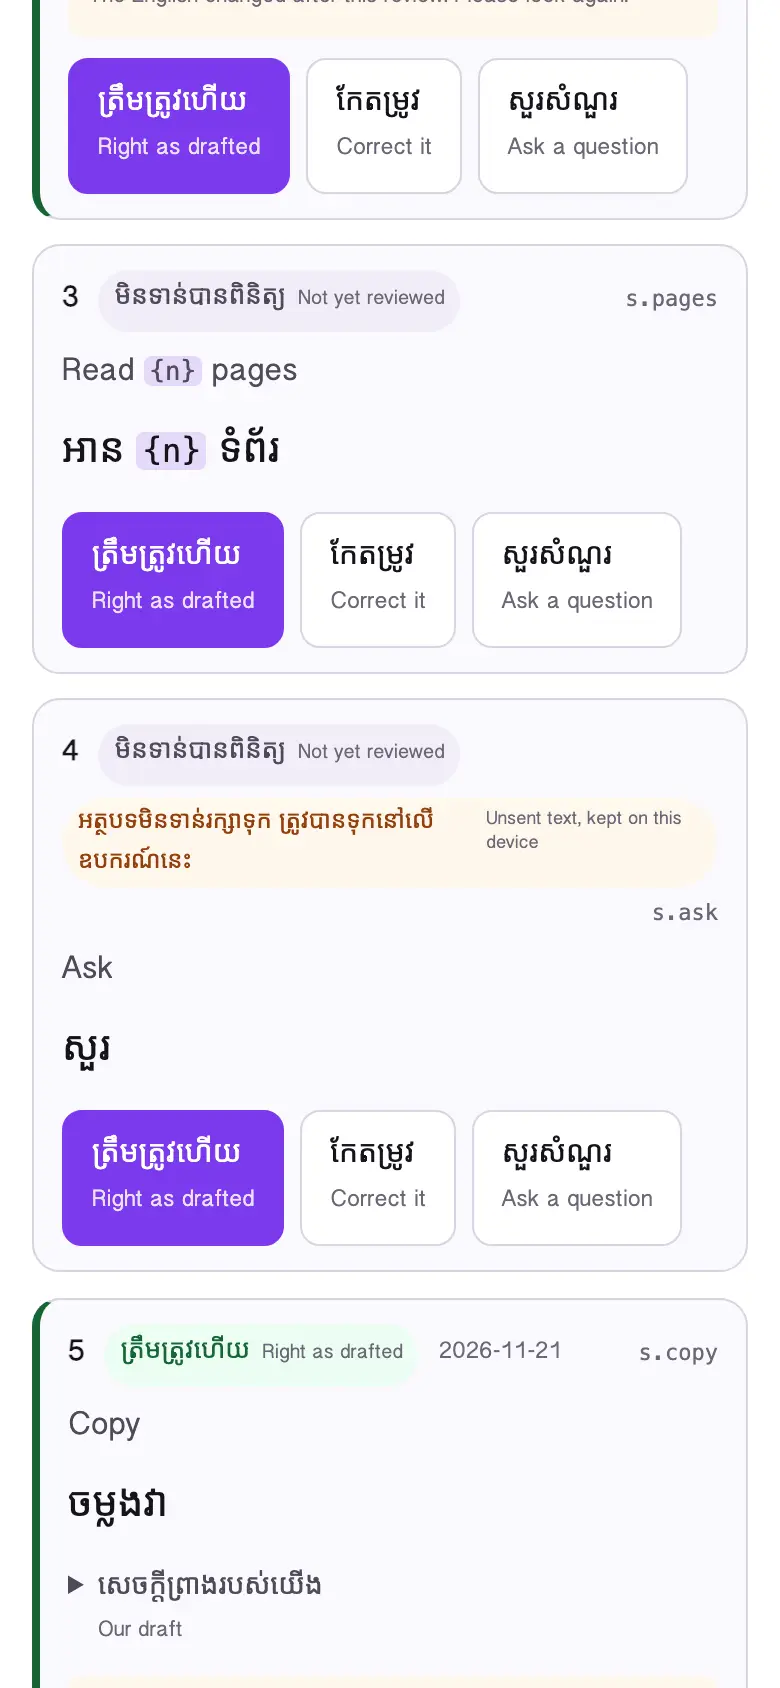 ត្រឹមត្រូវហើយ
Right as drafted
កែតម្រូវ
Correct it
សួរសំណួរ
Ask a question
3 មិនទាន់បានពិនិត្យ Not yet reviewed s.pages
Read {n} pages
អាន {n} ទំព័រ
ត្រឹមត្រូវហើយ
Right as drafted
កែតម្រូវ
Correct it
សួរសំណួរ
Ask a question
4 មិនទាន់បានពិនិត្យ Not yet reviewed
អត្ថបទមិនទាន់រក្សាទុក ត្រូវបានទុកនៅលើ
ឧបករណ៍នេះ
Unsent text, kept on this
device
s.ask
Ask
សួរ
ត្រឹមត្រូវហើយ
Right as drafted
កែតម្រូវ
Correct it
សួរសំណួរ
Ask a question
5 ត្រឹមត្រូវហើយ Right as drafted 2026-11-21 s.copy
Copy
ចម្លងវា
សេចក្ដីព្រាងរបស់យើង
Our draft